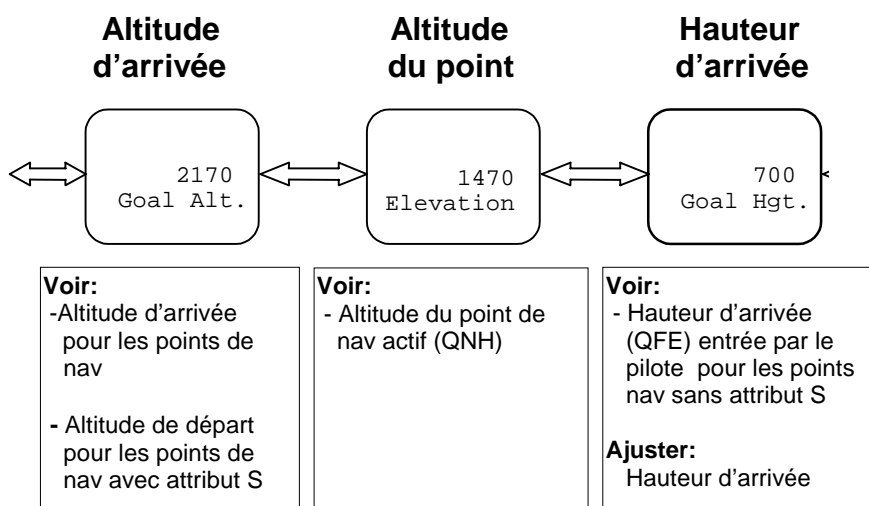 Altitude
d’arrivée
Altitude
du point
Hauteur
d’arrivée
2170
Goal Alt.
1470
Elevation
700
Goal Hgt.
Voir:
-Altitude d’arrivée
pour les points de
nav
- Altitude de départ
pour les points de
nav avec attribut S
Voir:
- Altitude du point de
nav actif (QNH)
Voir:
- Hauteur d’arrivée
(QFE) entrée par le
pilote pour les points
nav sans attribut S
Ajuster:
Hauteur d’arrivée